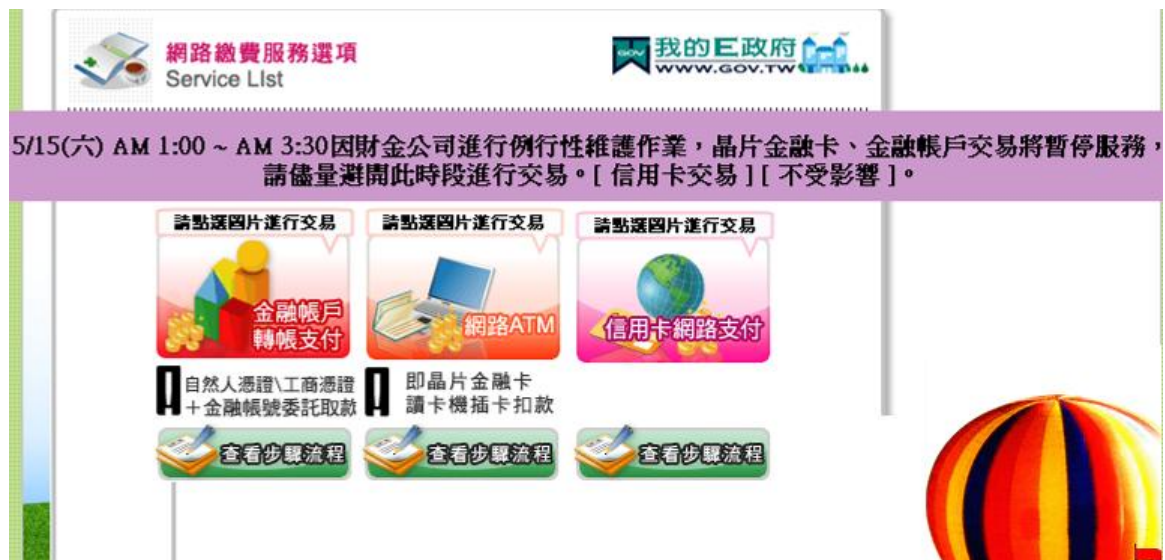 網路繳費服務選項
Service LIst
GOV 我的E政府
WWW.GOV.TW
5/15(六) AM 1:00 ~ AM 3:30因財金公司進行例行性維護作業，晶片金融卡、金融帳戶交易將暫停服務，
請儘量避開此時段進行交易。[ 信用卡交易 ] [ 不受影響 ]。
請點選圖片進行交易
金融帳戶
轉帳支付
自然人憑證\工商憑證
＋金融帳號委託取款
查看步驟流程
請點選圖片進行交易
網路ATM
即晶片金融卡
讀卡機插卡扣款
查看步驟流程
請點選圖片進行交易
信用卡網路支付
查看步驟流程